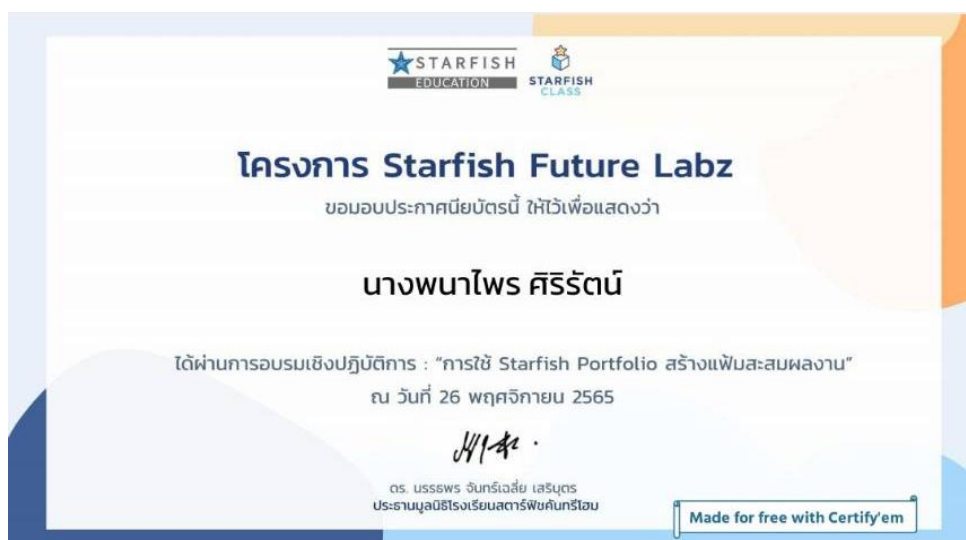 STARFISH
EDUCATION
STARFISH
CLASS
โครงการ Starfish Future Labz
ขอมอบประกาศนียบัตรนี้ ให้ไว้เพื่อแสดงว่า
นางพนาไพร ศิริรัตน์
ได้ผ่านการอบรมเชิงปฏิบัติการ : “การใช้ Starfish Portfolio สร้างแฟ้มสะสมผลงาน”
ณ วันที่ 26 พฤศจิกายน 2565
ดร. นรรธพร จันทร์เฉลี่ย เสริบุตร
ประธานมูลนิธิโรงเรียนสตาร์ฟิชคันทรีโฮม
Made for free with Certify'em